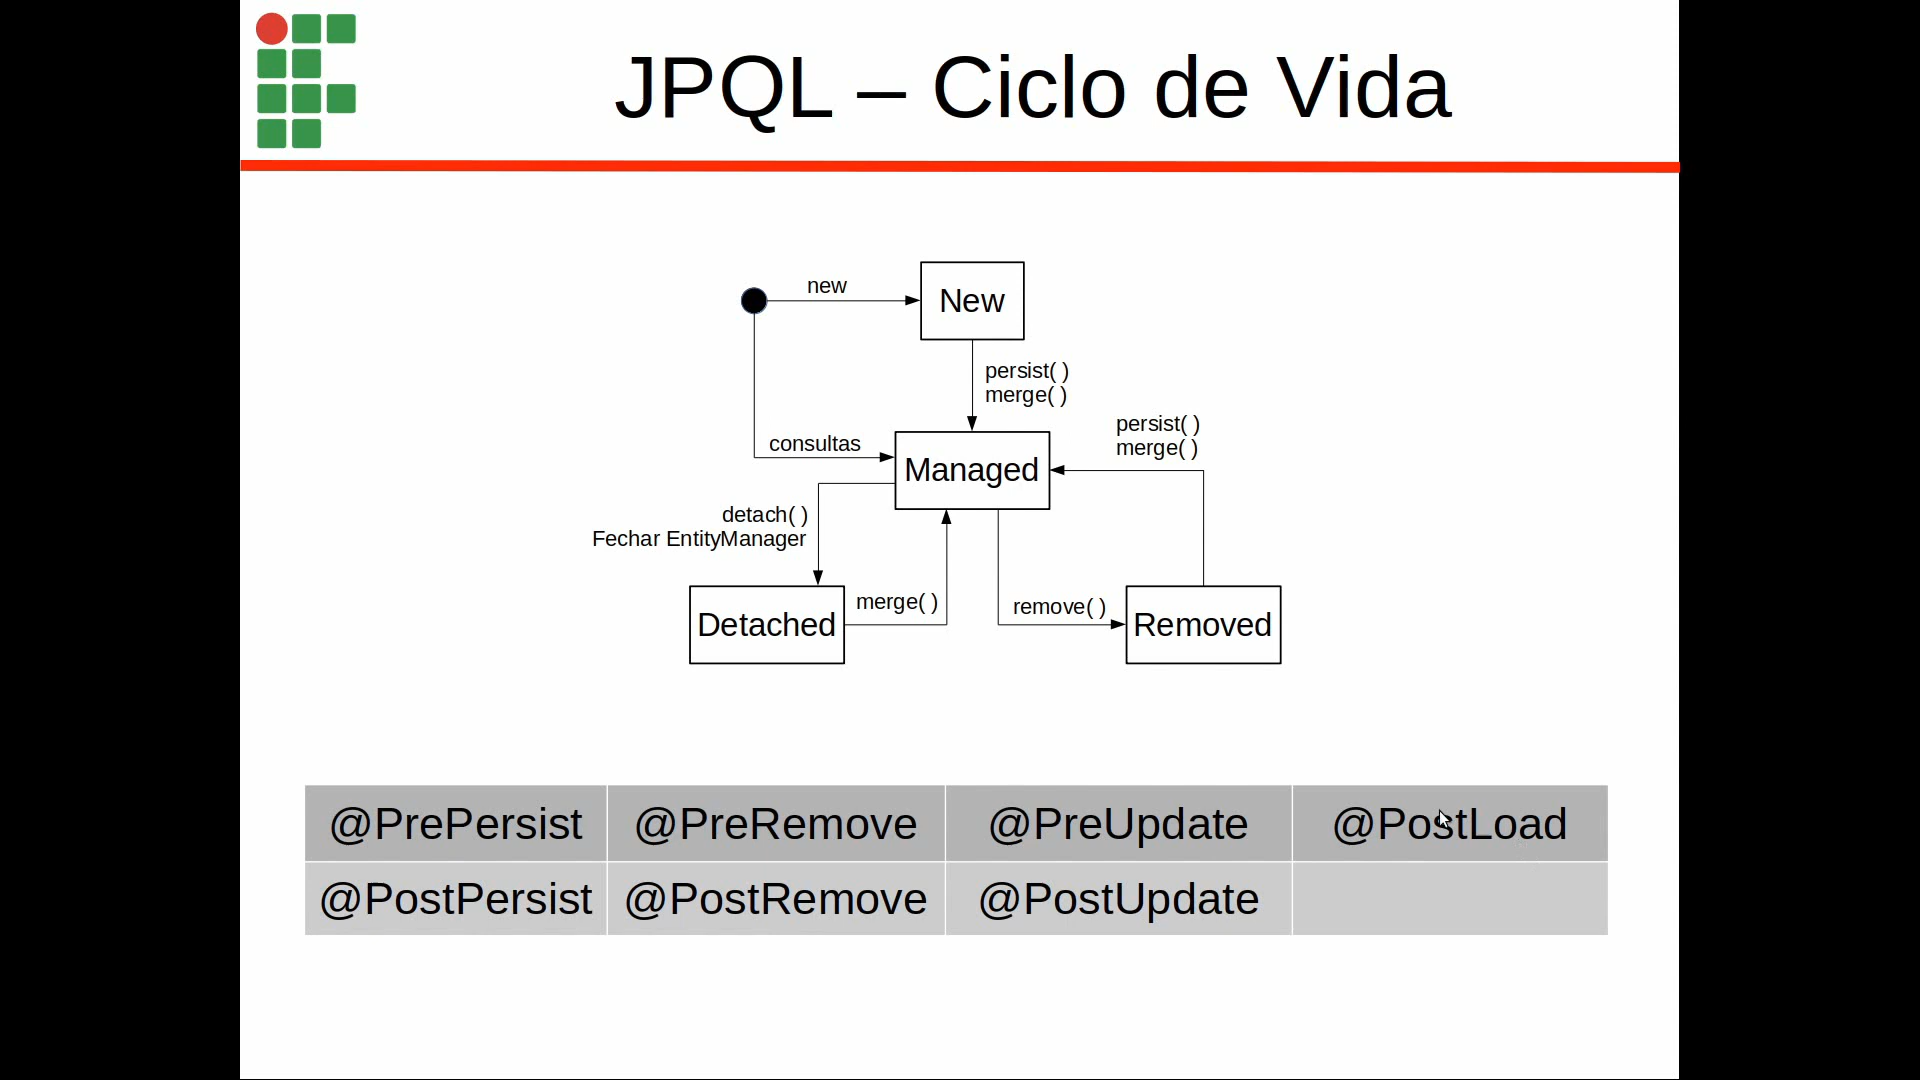 JPQL – Ciclo de Vida
new
New
persist( )
merge( )
persist( )
merge( )
consultas
Managed
detach( )
Fechar EntityManager
merge( )
remove( )
Detached
Removed
@PrePersist @PreRemove @PreUpdate @PostLoad
@PostPersist @PostRemove @PostUpdate